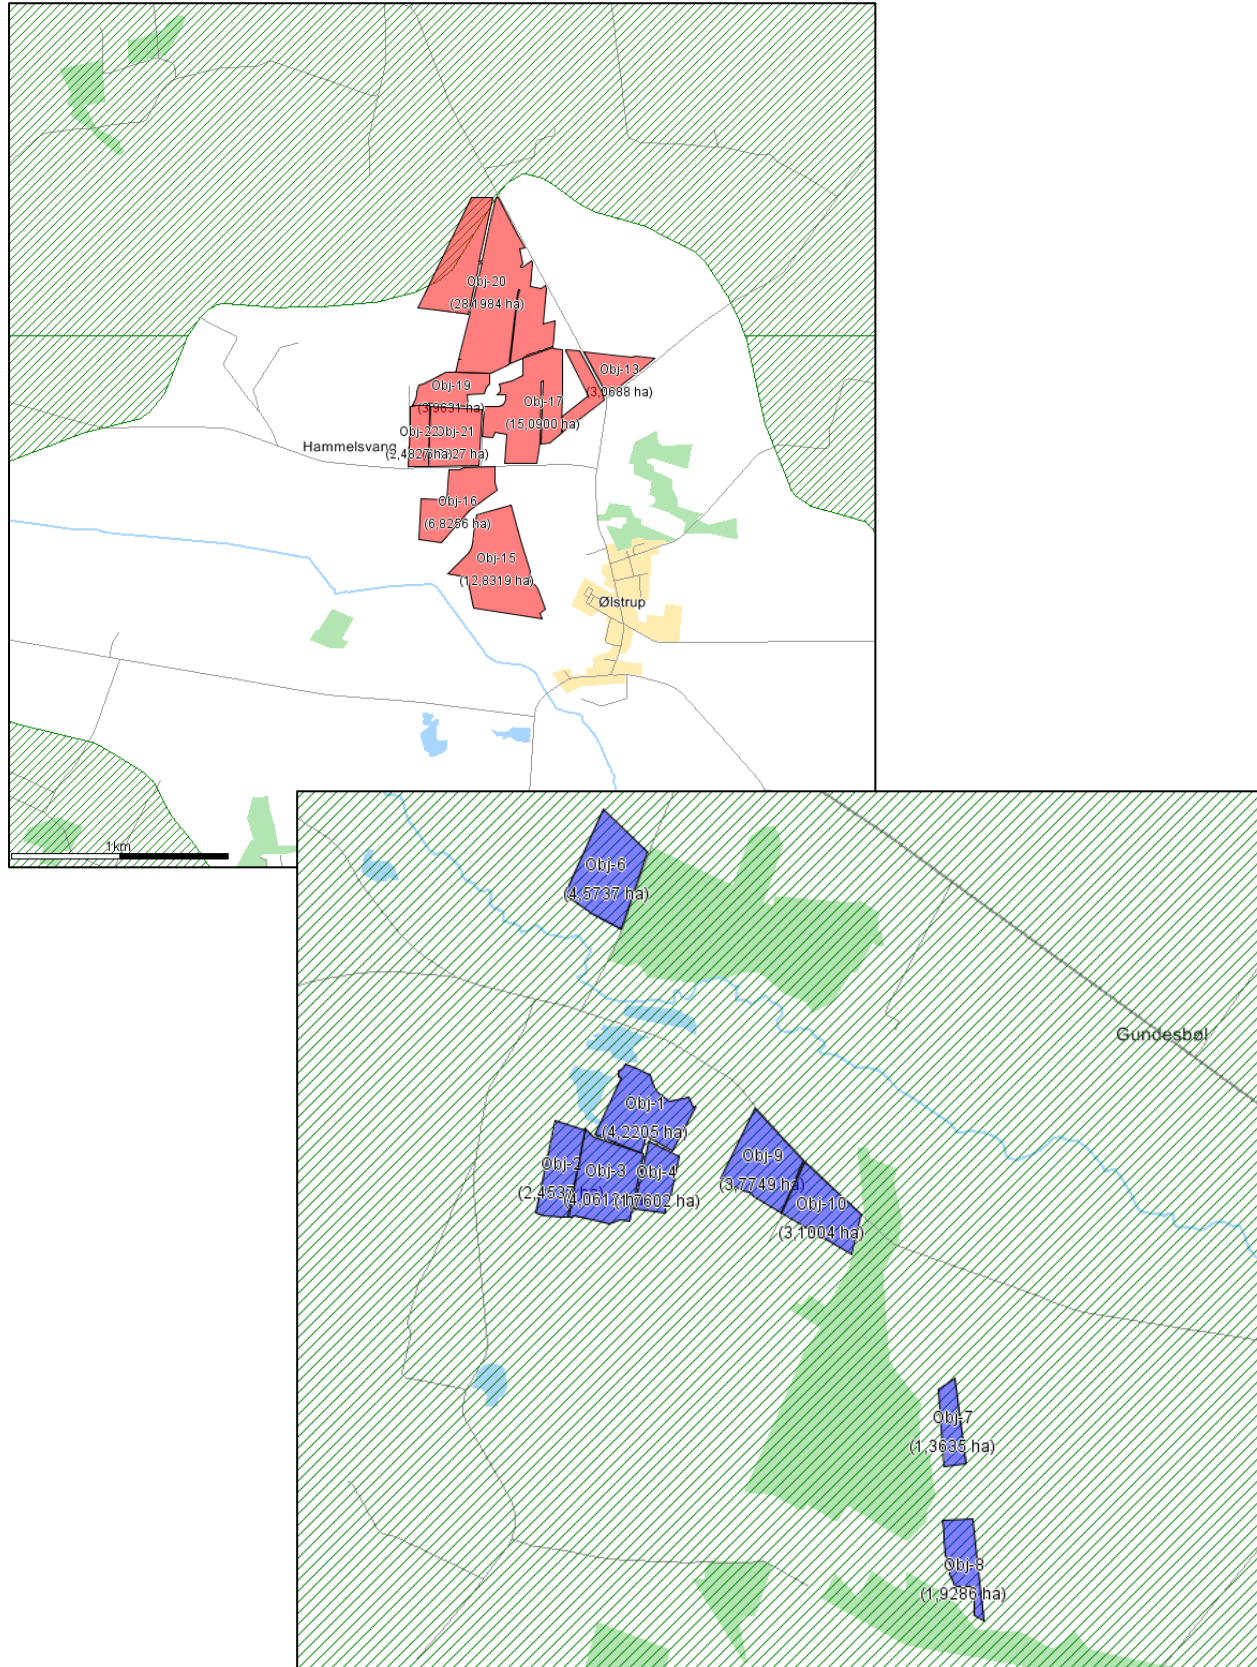 Obj-20
(28,1984 ha)
Obj-13
(3,0688 ha)
Obj-19
(3,9631 ha)
Obj-17
(15,0900 ha)
Obj-22
Obj-21
Hammelsvang
Obj-16
(6,8256 ha)
Obj-15
(12,8319 ha)
Ølstrup
1km
Obj-6
(4,5737 ha)
Gundesbøl
Obj-1
(4,2205 ha)
Obj-2
Obj-3
Obj-4
Obj-9
(3,7749 ha)
Obj-10
(3,1004 ha)
Obj-7
(1,3635 ha)
Obj-8
(1,9286 ha)